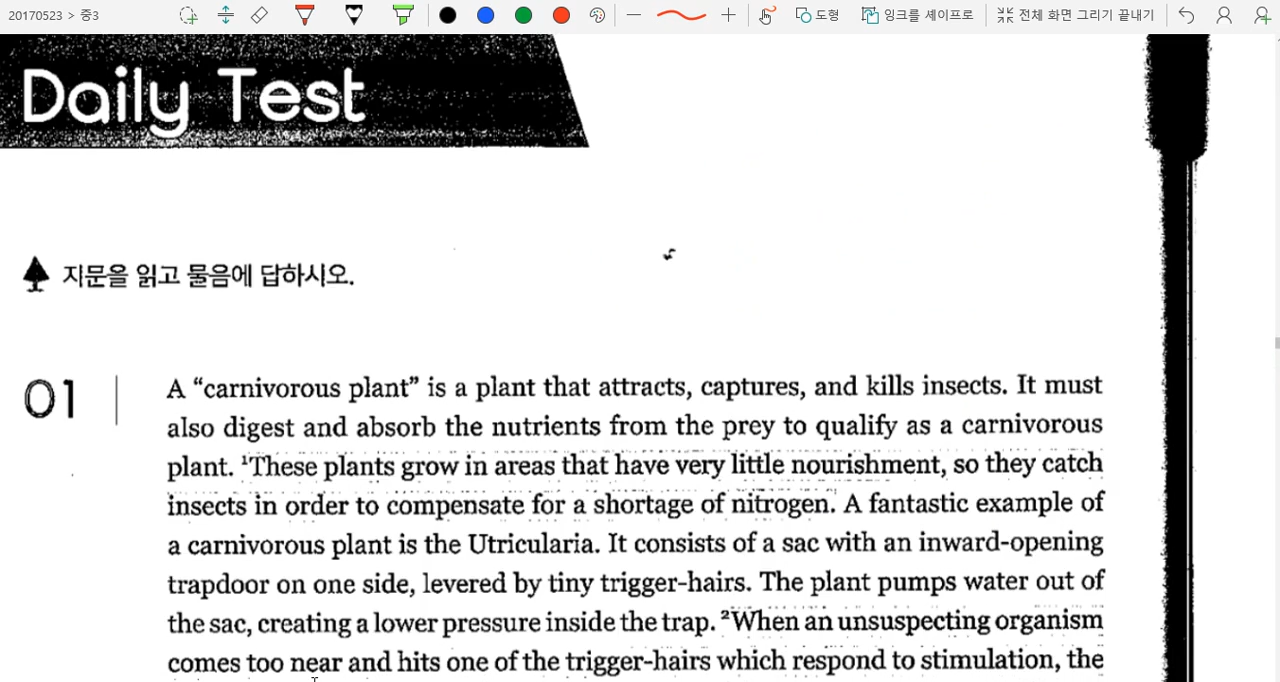 20170523 > 중3
도형
잉크를 셰이프로
전체 화면 그리기 끝내기
Daily Test
지문을 읽고 물음에 답하시오.
01
A “carnivorous plant” is a plant that attracts, captures, and kills insects. It must
also digest and absorb the nutrients from the prey to qualify as a carnivorous
plant. ¹These plants grow in areas that have very little nourishment, so they catch
insects in order to compensate for a shortage of nitrogen. A fantastic example of
a carnivorous plant is the Utricularia. It consists of a sac with an inward-opening
trapdoor on one side, levered by tiny trigger-hairs. The plant pumps water out of
the sac, creating a lower pressure inside the trap. ²When an unsuspecting organism
comes too near and hits one of the trigger-hairs which respond to stimulation, the